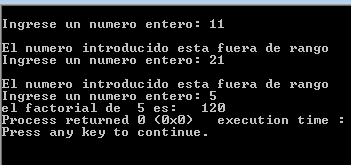 Ingrese un numero entero: 11
El numero introducido esta fuera de rango
Ingrese un numero entero: 21
El numero introducido esta fuera de rango
Ingrese un numero entero: 5
el factorial de  5 es:   120
Process returned 0 (0x0)   execution time :
Press any key to continue.